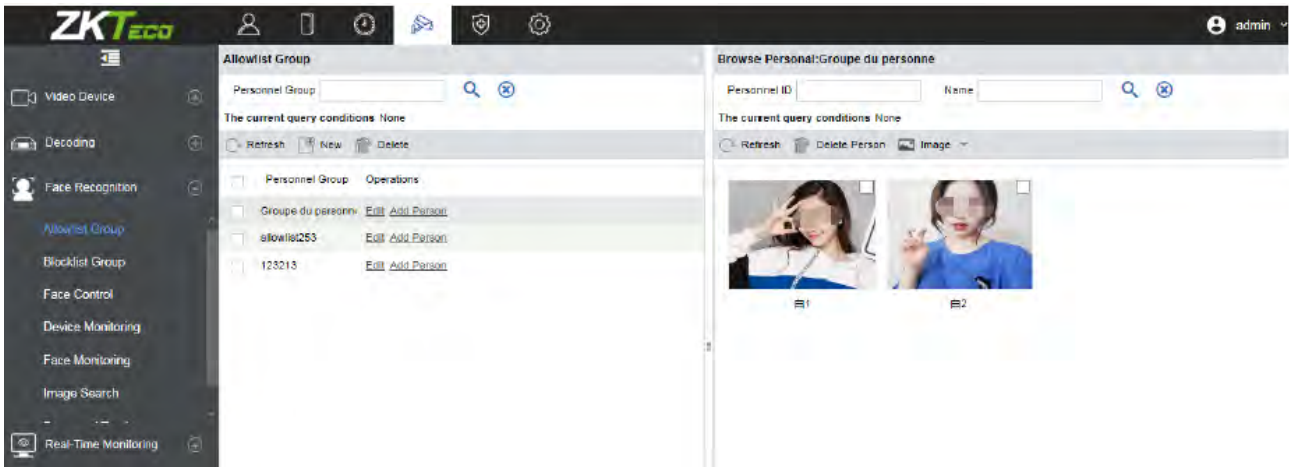 ZKTeco
admin
Video Device
Decoding
Face Recognition
Allowlist Group
Blocklist Group
Face Control
Device Monitoring
Face Monitoring
Image Search
Real-Time Monitoring
Allowlist Group
Personnel Group
The current query conditions None
Refresh New Delete
Personnel Group Operations
Groupe du personn Edit Add Person
allowlist253 Edit Add Person
123213 Edit Add Person
Browse Personal:Groupe du personne
Personnel ID Name
The current query conditions None
Refresh Delete Person Image
白1 白2